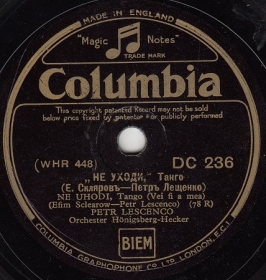 MADE IN ENGLAND
"Magic Notes"
TRADE MARK
Columbia
This copyright Record may not be sold
below price fixed by patentee or publicly performed
(WHR 448)
DC 236
„НЕ УХОДИ," Танго
(Е. Скляровъ—Петръ Лещенко)
NE UHODI, Tango (Vei fi a mea)
(Efim Sclearow—Petr Lescenco) (78 R)
PETR LESCENCO
Orchester Hönigsberg-Hecker
BIEM
COLUMBIA GRAPHOPHONE CO. LTD LONDON, E.C.1